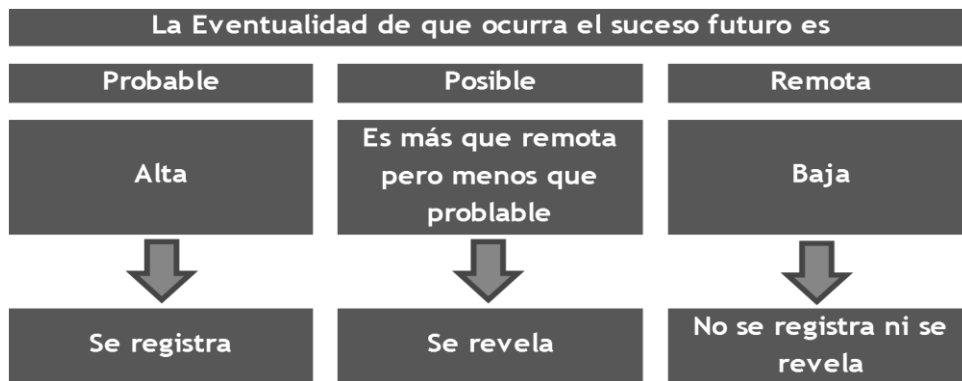 La Eventualidad de que ocurra el suceso futuro es
Probable
Posible
Remota
Alta
Es más que remota
pero menos que
problable
Baja
Se registra
Se revela
No se registra ni se
revela